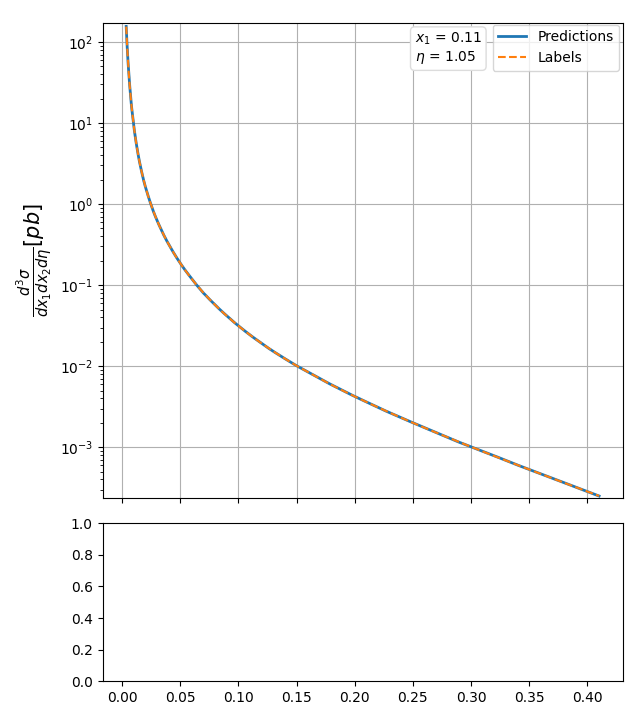 x₁ = 0.11
η = 1.05
Predictions
Labels
10²
10¹
10⁰
10⁻¹
10⁻²
10⁻³
d³σ/dx₁dx₂dη [pb]
1.0
0.8
0.6
0.4
0.2
0.0
0.00 0.05 0.10 0.15 0.20 0.25 0.30 0.35 0.40